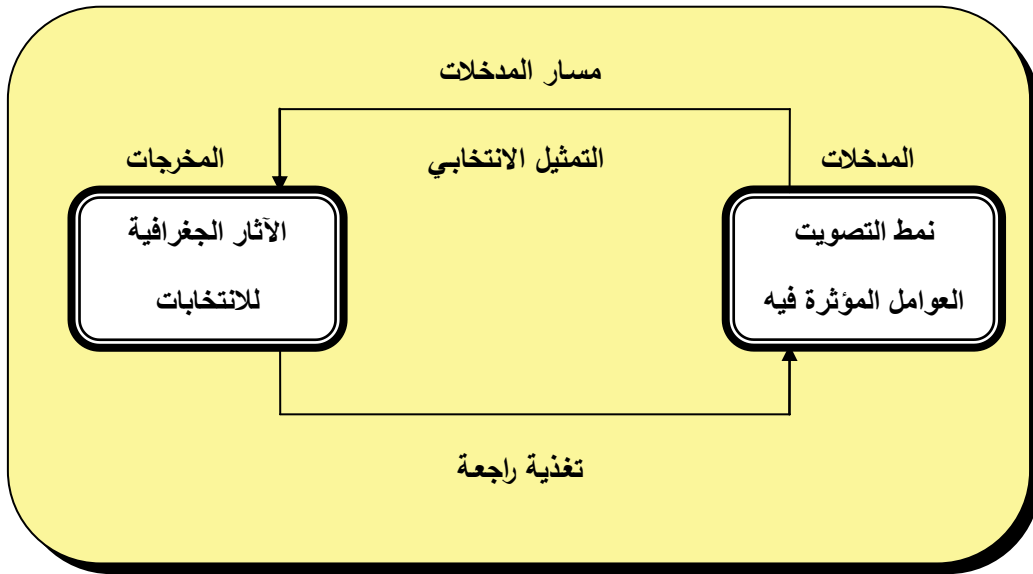 مسار المدخلات
المدخلات
التمثيل الانتخابي
المخرجات
نمط التصويت
العوامل المؤثرة فيه
الآثار الجغرافية
للانتخابات
تغذية راجعة